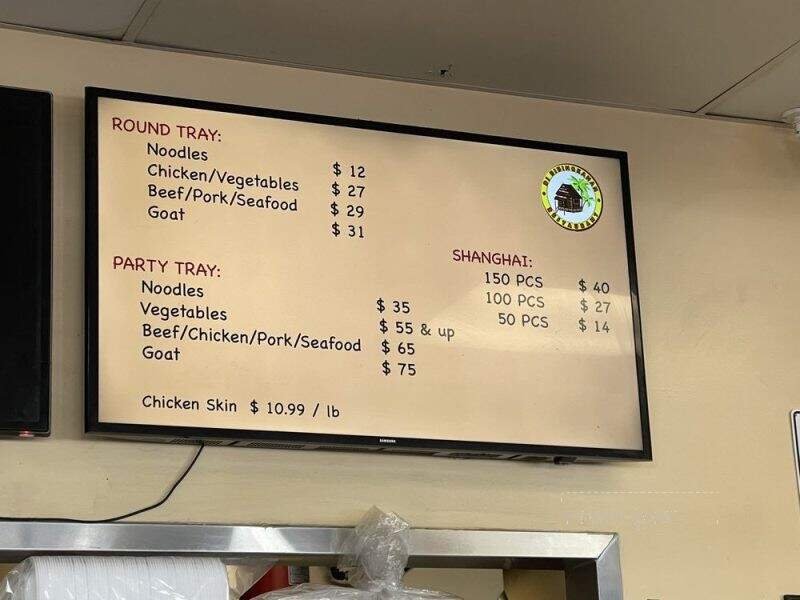 ROUND TRAY:
Noodles $ 12
Chicken/Vegetables $ 27
Beef/Pork/Seafood $ 29
Goat $ 31
PARTY TRAY:
Noodles $ 35
Vegetables $ 55 & up
Beef/Chicken/Pork/Seafood $ 65
Goat $ 75
Chicken Skin $ 10.99 / lb
SHANGHAI:
150 PCS $ 40
100 PCS $ 27
50 PCS $ 14
RESTAURANT
SAMSUNG